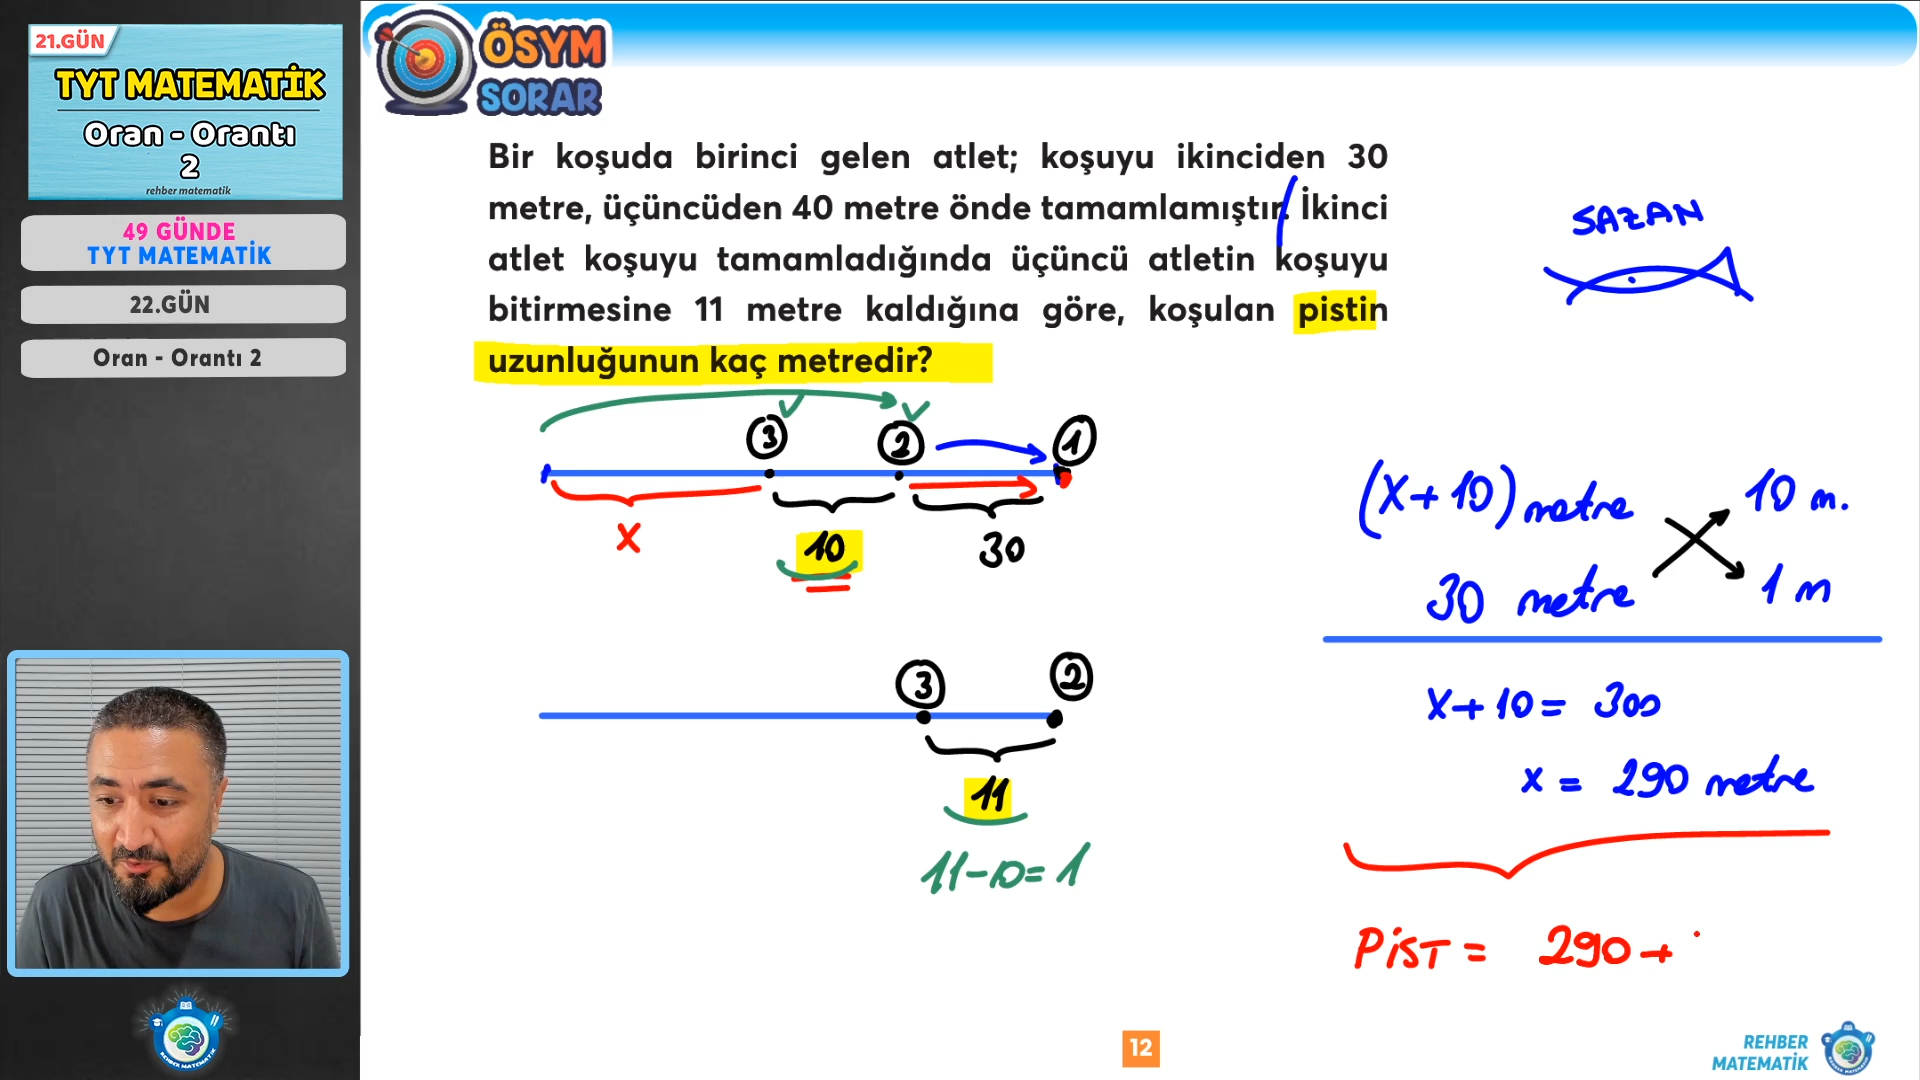 21.GÜN
TYT MATEMATİK
Oran - Orantı
2
rehber matematik
49 GÜNDE
TYT MATEMATİK
22.GÜN
Oran - Orantı 2
ÖSYM
SORAR
Bir koşuda birinci gelen atlet; koşuyu ikinciden 30
metre, üçüncüden 40 metre önde tamamlamıştır. İkinci
atlet koşuyu tamamladığında üçüncü atletin koşuyu
bitirmesine 11 metre kaldığına göre, koşulan pistin
uzunluğunun kaç metredir?
SAZAN
3 2 1
x 10 30
3 2
11
11-10=1
(x+10) metre 10 m.
30 metre 1 m
x+10= 300
x = 290 metre
PİST = 290+
12
REHBER
MATEMATİK
REHBER MATEMATİK